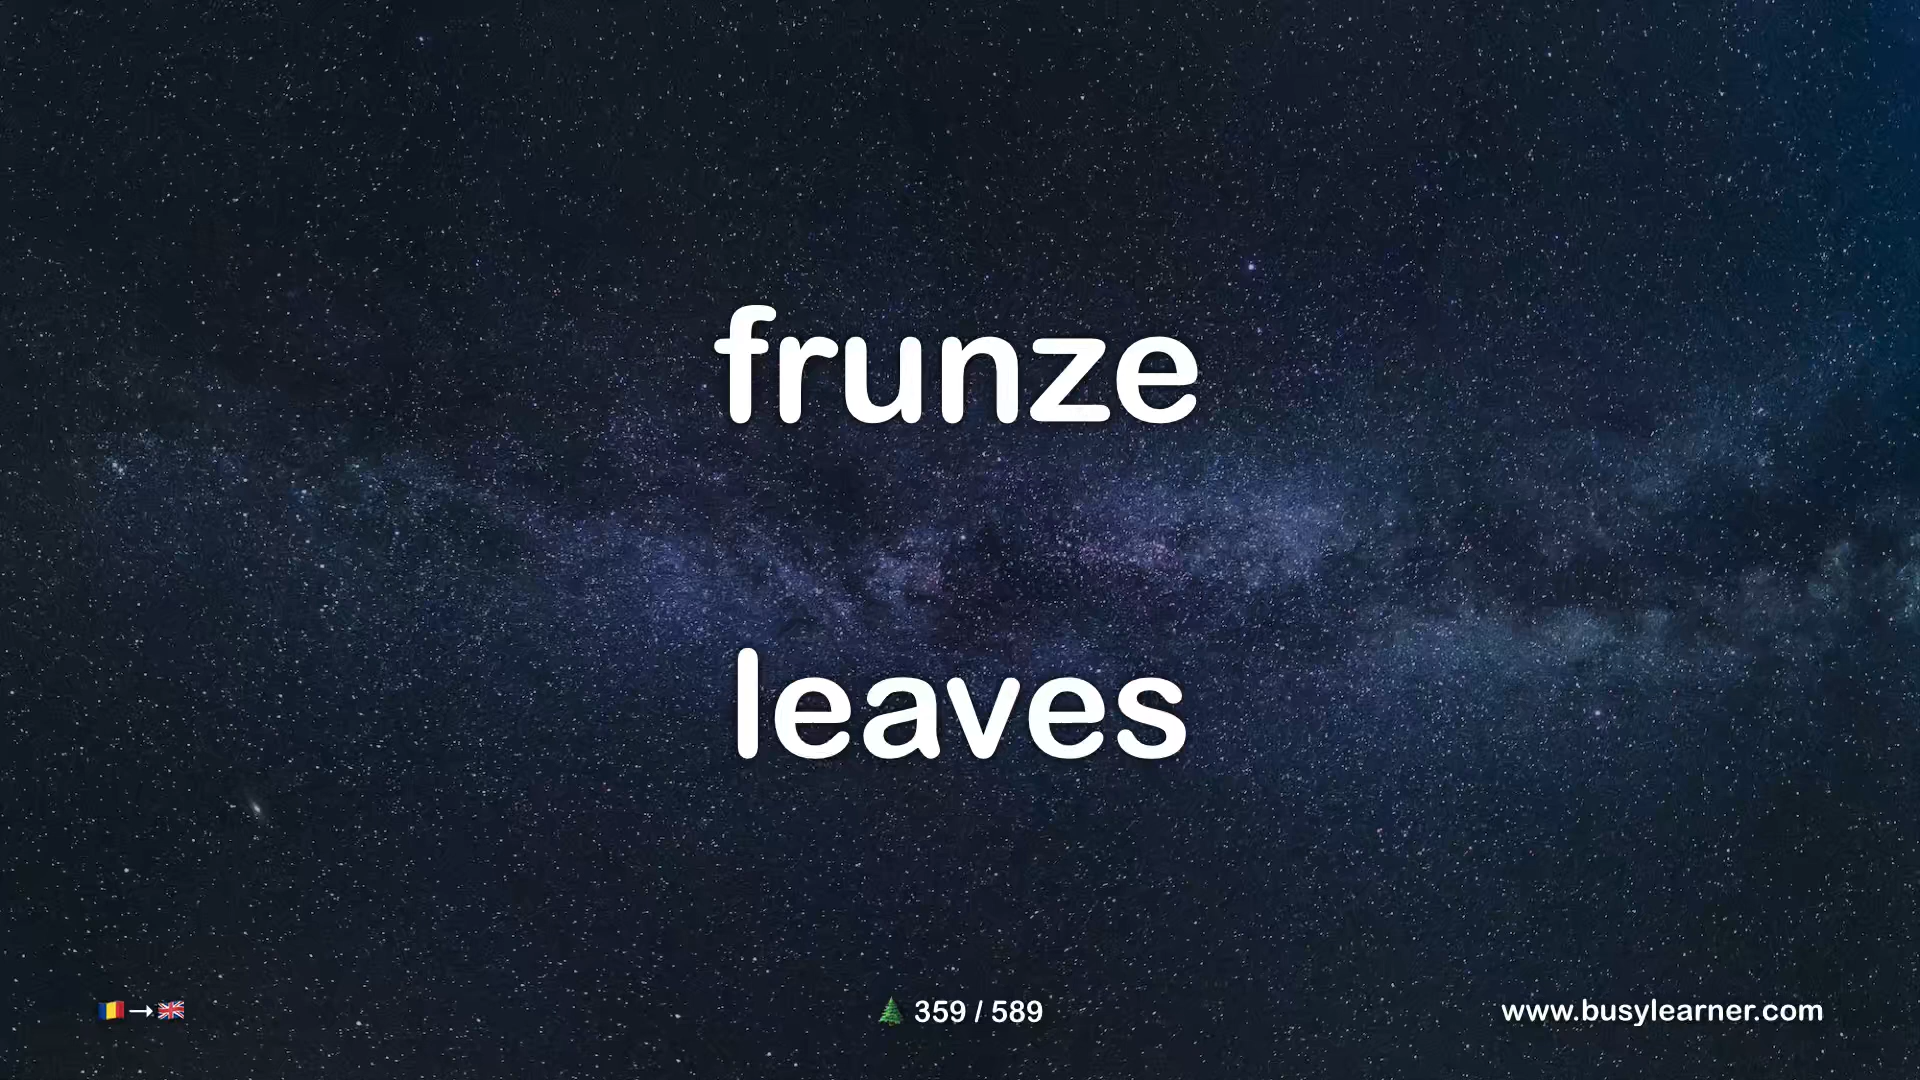 frunze
leaves
🇷🇴→🇬🇧
🌲 359 / 589
www.busylearner.com